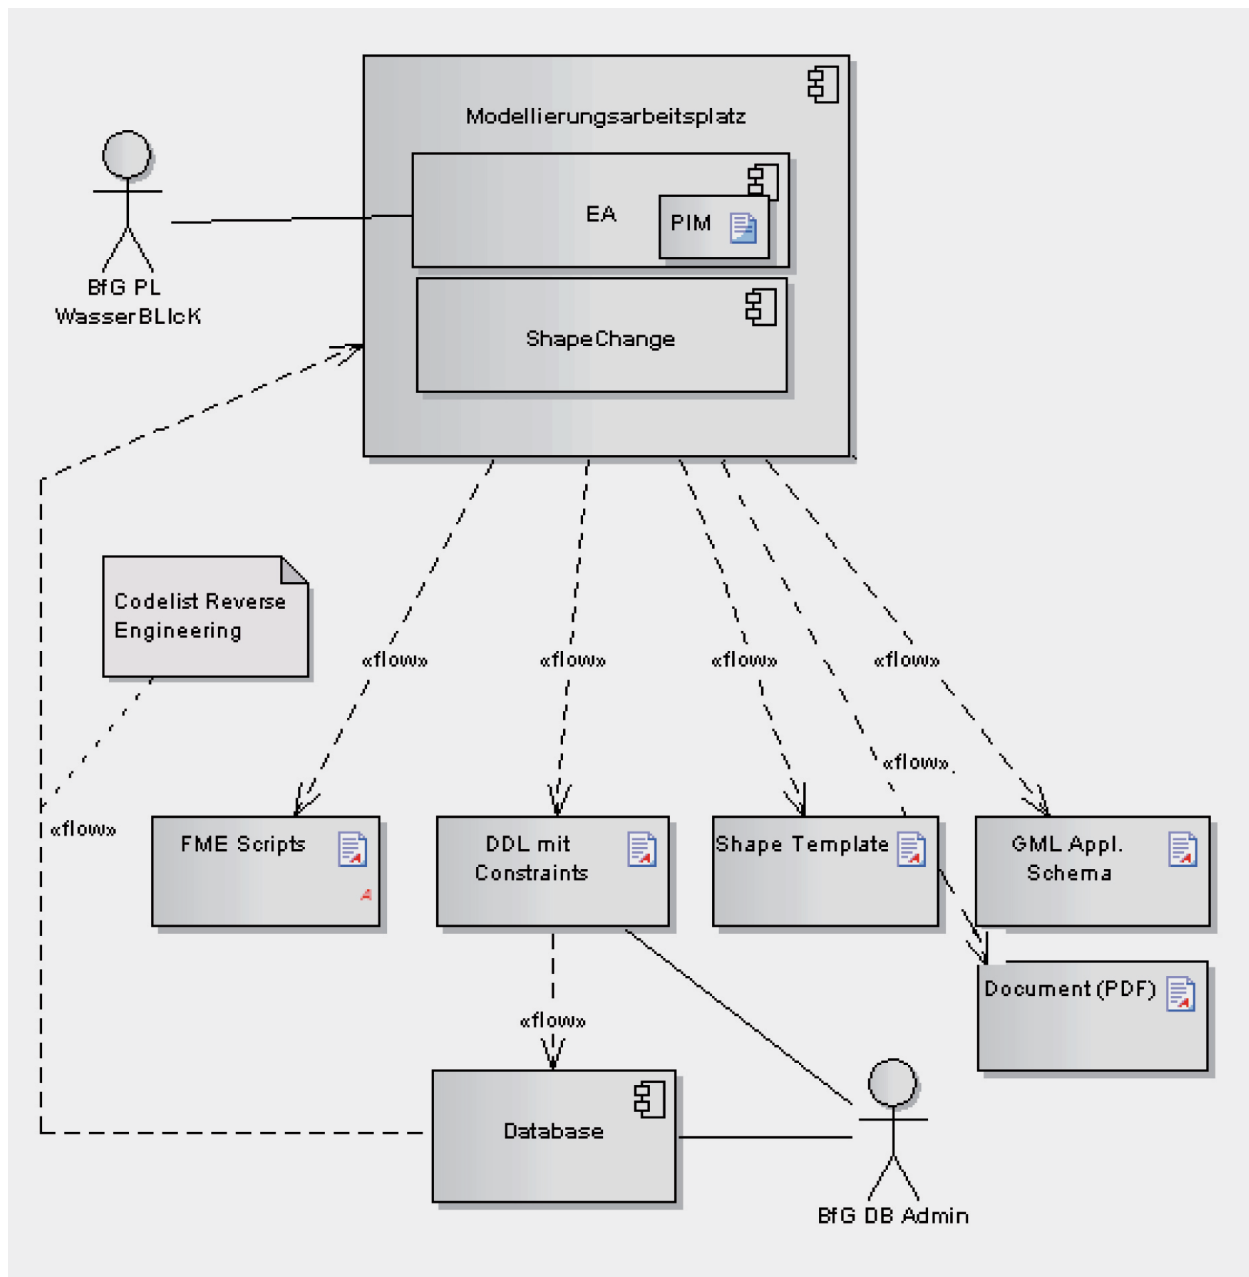 Modellierungsarbeitsplatz
EA
PIM
BfG PL
WasserBLIcK
ShapeChange
Codelist Reverse
Engineering
«flow»
«flow»
«flow»
«flow»
«flow»
«flow»
FME Scripts
DDL mit
Constraints
Shape Template
GML Appl.
Schema
Document (PDF)
«flow»
Database
BfG DB Admin